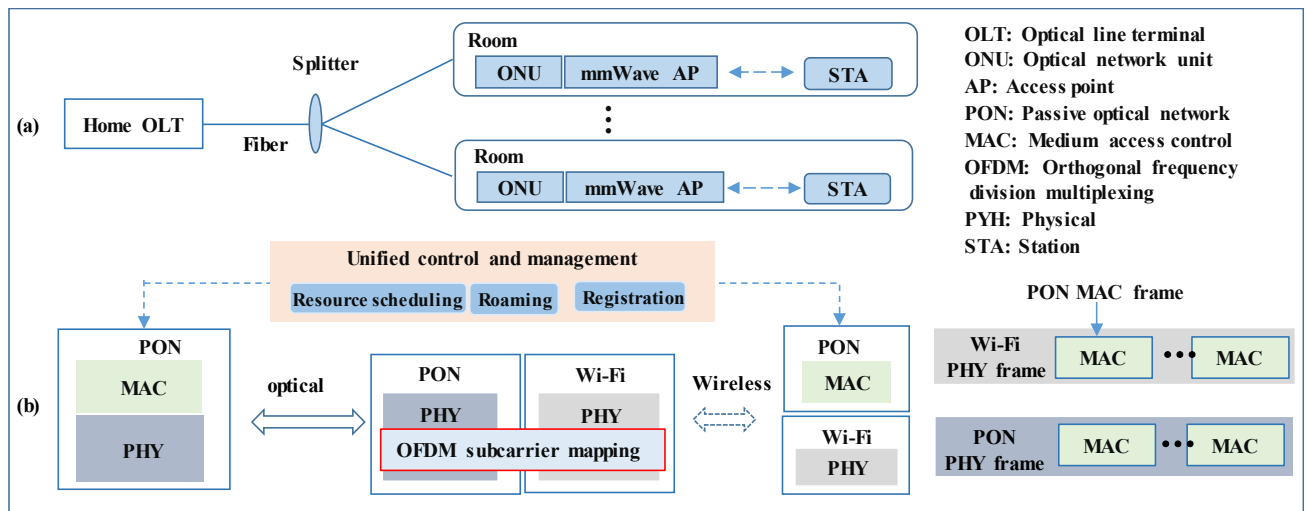 (a)
Home OLT
Fiber
Splitter
Room
ONU
mmWave AP
STA
Room
ONU
mmWave AP
STA
OLT: Optical line terminal
ONU: Optical network unit
AP: Access point
PON: Passive optical network
MAC: Medium access control
OFDM: Orthogonal frequency
division multiplexing
PYH: Physical
STA: Station
(b)
Unified control and management
Resource scheduling
Roaming
Registration
PON
MAC
PHY
optical
PON
PHY
Wi-Fi
PHY
OFDM subcarrier mapping
Wireless
PON
MAC
Wi-Fi
PHY
PON MAC frame
Wi-Fi
PHY frame
MAC
MAC
PON
PHY frame
MAC
MAC